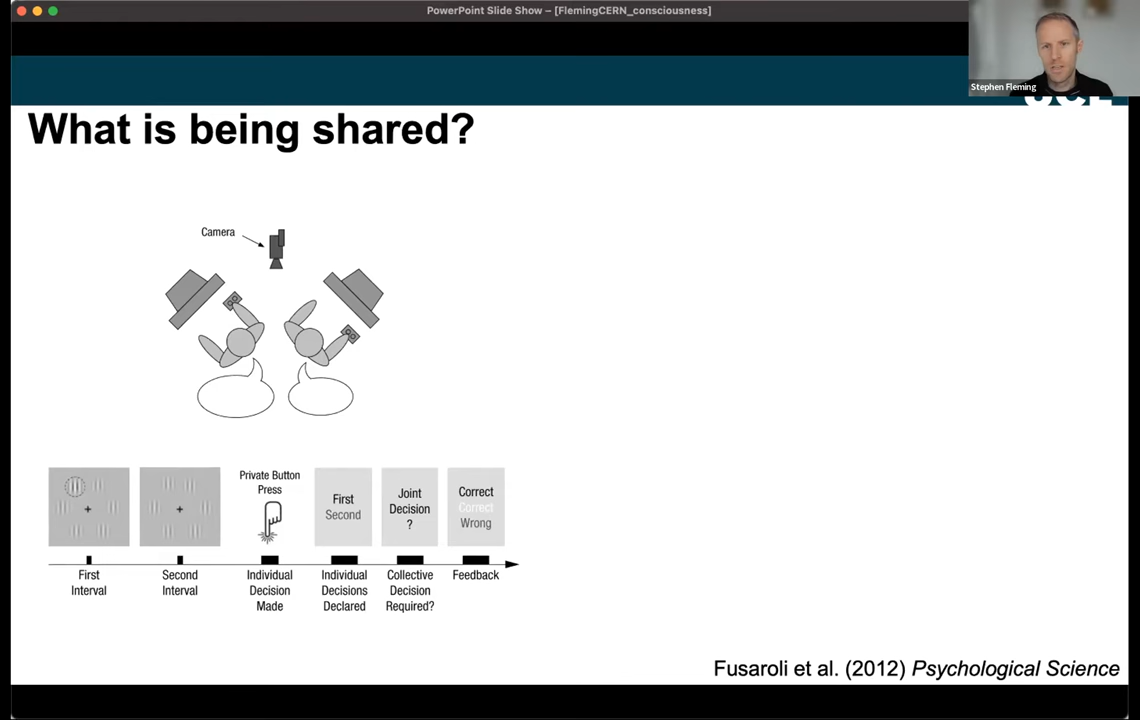 PowerPoint Slide Show – [FlemingCERN_consciousness]
Stephen Fleming
What is being shared?
Camera
Private Button
Press
First
Second
Joint
Decision
?
Correct
Correct
Wrong
First
Interval
Second
Interval
Individual
Decision
Made
Individual
Decisions
Declared
Collective
Decision
Required?
Feedback
Fusaroli et al. (2012) Psychological Science